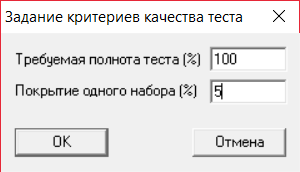 Задание критериев качества теста
Требуемая полнота теста (%) 100
Покрытие одного набора (%) 5
OK Отмена